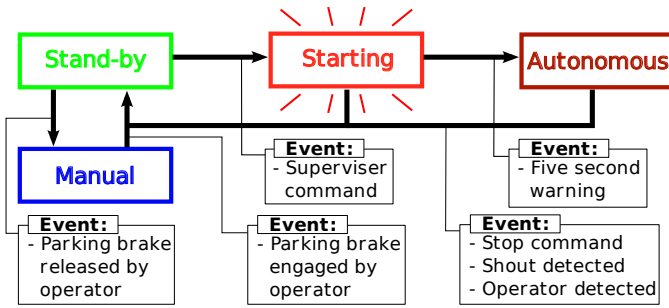 Stand-by
Starting
Autonomous
Manual
Event:
- Superviser
command
Event:
- Five second
warning
Event:
- Parking brake
released by
operator
Event:
- Parking brake
engaged by
operator
Event:
- Stop command
- Shout detected
- Operator detected